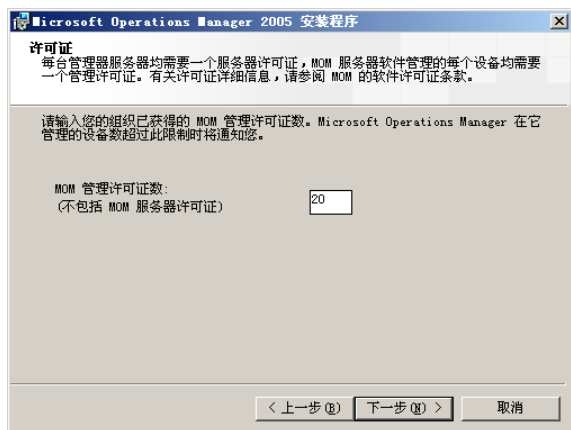 Microsoft Operations Manager 2005 安装程序
许可证
每台管理器服务器均需要一个服务器许可证，MOM 服务器软件管理的每个设备均需要
一个管理许可证。有关许可证详细信息，请参阅 MOM 的软件许可证条款。
请输入您的组织已获得的 MOM 管理许可证数。Microsoft Operations Manager 在它
管理的设备数超过此限制时将通知您。
MOM 管理许可证数:
(不包括 MOM 服务器许可证)
20
< 上一步(B)
下一步(N) >
取消